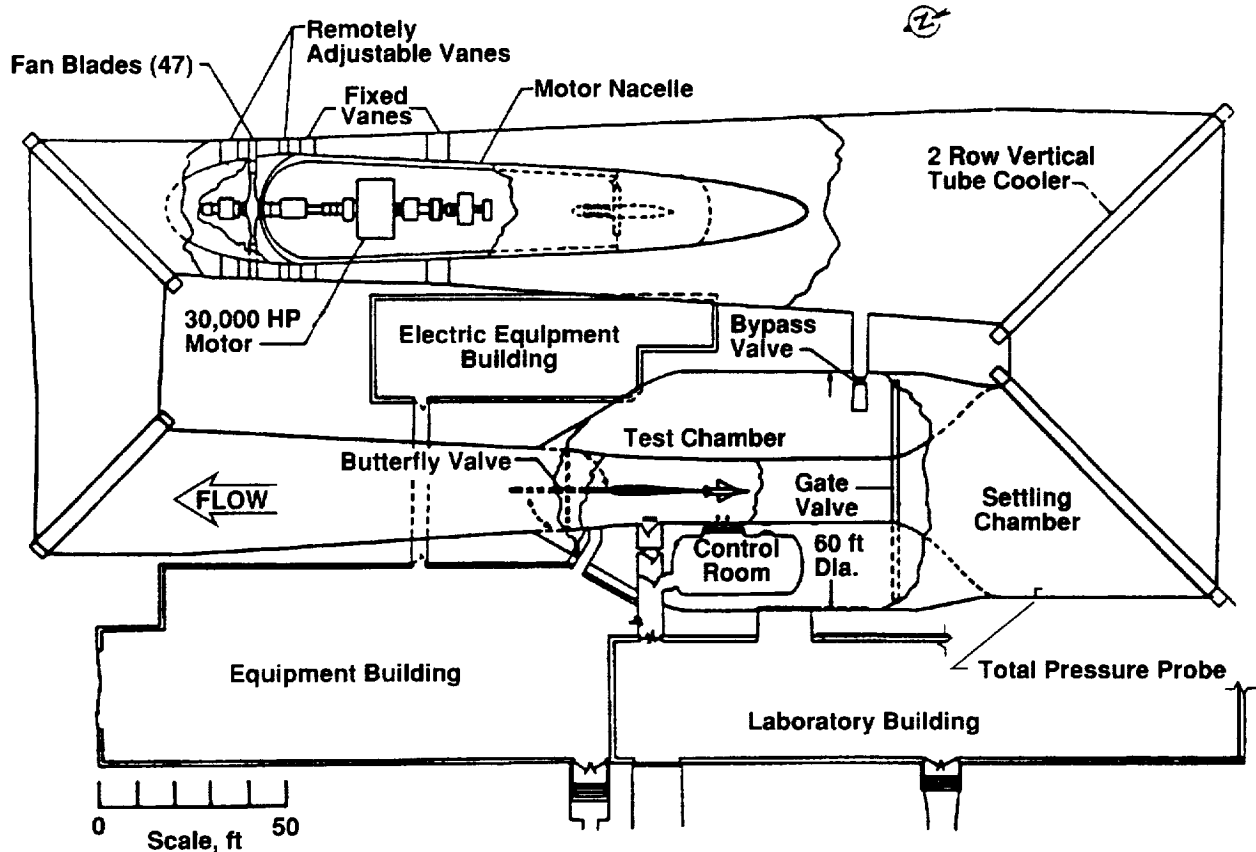 Z
Remotely
Adjustable Vanes
Fan Blades (47)
Fixed
Vanes
Motor Nacelle
2 Row Vertical
Tube Cooler
30,000 HP
Motor
Electric Equipment
Building
Bypass
Valve
Test Chamber
Butterfly Valve
FLOW
Gate
Valve
Settling
Chamber
Control
Room
60 ft
Dia.
Equipment Building
Total Pressure Probe
Laboratory Building
0
50
Scale, ft